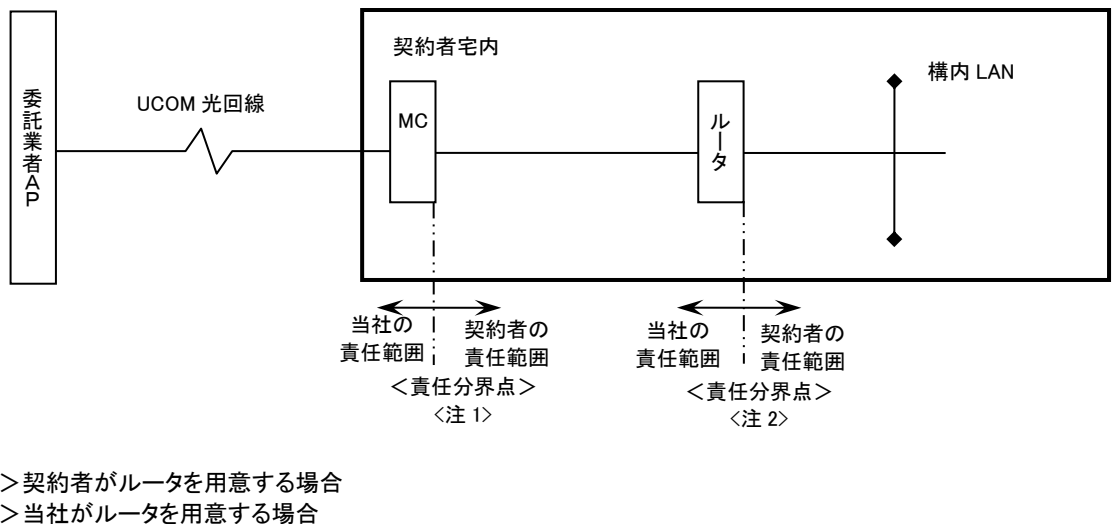 契約者宅内
委託業者AP
UCOM 光回線
MC
ルータ
構内 LAN
当社の
責任範囲
契約者の
責任範囲
＜責任分界点＞
<注 1>
当社の
責任範囲
契約者の
責任範囲
＜責任分界点＞
<注 2>
＞契約者がルータを用意する場合
＞当社がルータを用意する場合